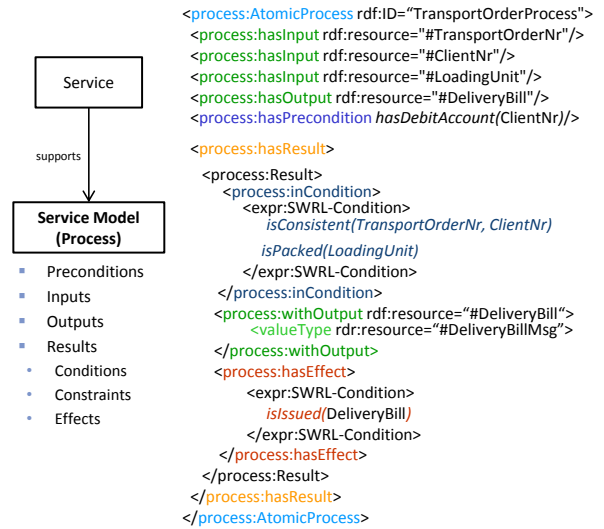 Service
supports
Service Model
(Process)
Preconditions
Inputs
Outputs
Results
Conditions
Constraints
Effects
<process:AtomicProcess rdf:ID=“TransportOrderProcess">
<process:hasInput rdf:resource="#TransportOrderNr"/>
<process:hasInput rdf:resource="#ClientNr"/>
<process:hasInput rdf:resource="#LoadingUnit"/>
<process:hasOutput rdf:resource="#DeliveryBill"/>
<process:hasPrecondition hasDebitAccount(ClientNr)/>
<process:hasResult>
<process:Result>
<process:inCondition>
<expr:SWRL-Condition>
isConsistent(TransportOrderNr, ClientNr)
isPacked(LoadingUnit)
</expr:SWRL-Condition>
</process:inCondition>
<process:withOutput rdf:resource=“#DeliveryBill“>
<valueType rdr:resource=“#DeliveryBillMsg”>
</process:withOutput>
<process:hasEffect>
<expr:SWRL-Condition>
isIssued(DeliveryBill)
</expr:SWRL-Condition>
</process:hasEffect>
</process:Result>
</process:hasResult>
</process:AtomicProcess>